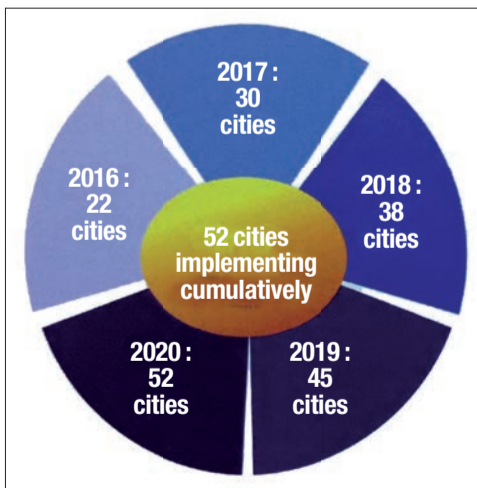 2017 :
30
cities
2018 :
38
cities
2019 :
45
cities
2020 :
52
cities
2016 :
22
cities
52 cities
implementing
cumulatively